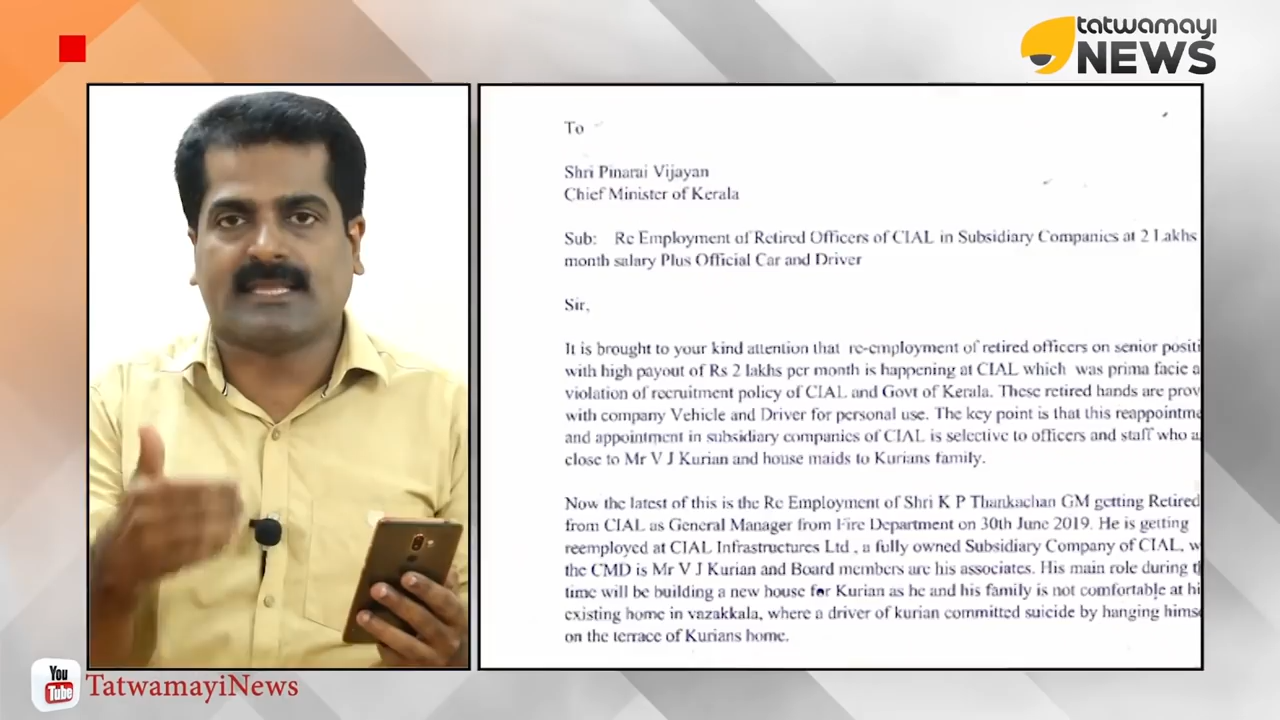 tatwamayi
NEWS
To
Shri Pinarai Vijayan
Chief Minister of Kerala
Sub: Re Employment of Retired Officers of CIAL in Subsidiary Companies at 2 Lakhs
month salary Plus Official Car and Driver
Sir,
It is brought to your kind attention that re-employment of retired officers on senior positi
with high payout of Rs 2 lakhs per month is happening at CIAL which was prima facie a
violation of recruitment policy of CIAL and Govt of Kerala. These retired hands are prov
with company Vehicle and Driver for personal use. The key point is that this reappointme
and appointment in subsidiary companies of CIAL is selective to officers and staff who a
close to Mr V J Kurian and house maids to Kurians family.
Now the latest of this is the Re Employment of Shri K P Thankachan GM getting Retired
from CIAL as General Manager from Fire Department on 30th June 2019. He is getting
reemployed at CIAL Infrastructures Ltd , a fully owned Subsidiary Company of CIAL, w
the CMD is Mr V J Kurian and Board members are his associates. His main role during t
time will be building a new house for Kurian as he and his family is not comfortable at hi
existing home in vazakkala, where a driver of kurian committed suicide by hanging himse
on the terrace of Kurians home.
You
Tube
TatwamayiNews